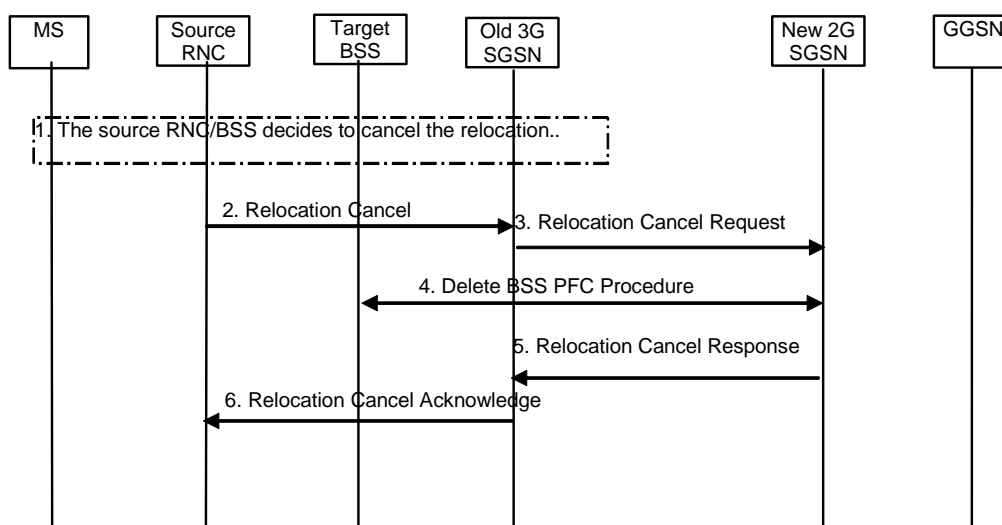 MS
Source
RNC
Target
BSS
Old 3G
SGSN
New 2G
SGSN
GGSN
1. The source RNC/BSS decides to cancel the relocation..
2. Relocation Cancel
3. Relocation Cancel Request
4. Delete BSS PFC Procedure
5. Relocation Cancel Response
6. Relocation Cancel Acknowledge